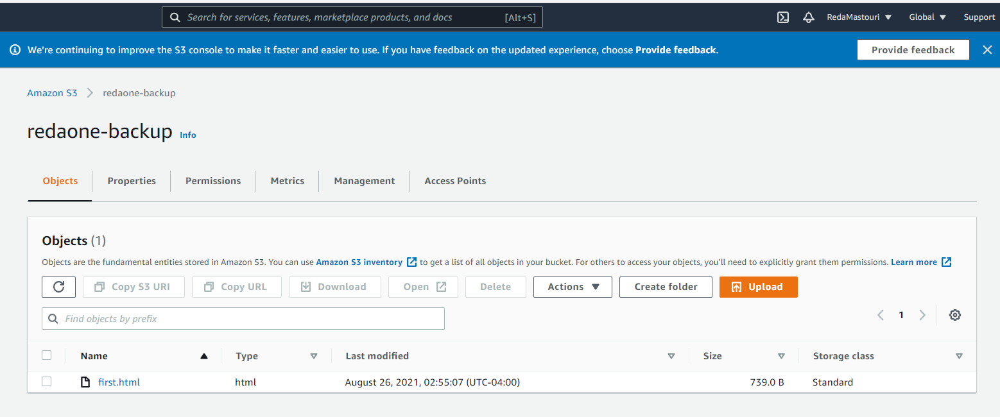 Search for services, features, marketplace products, and docs [Alt+S] RedaMastouri Global Support
We're continuing to improve the S3 console to make it faster and easier to use. If you have feedback on the updated experience, choose Provide feedback. Provide feedback
Amazon S3 redaone-backup
redaone-backup Info
Objects Properties Permissions Metrics Management Access Points
Objects (1)
Objects are the fundamental entities stored in Amazon S3. You can use Amazon S3 inventory to get a list of all objects in your bucket. For others to access your objects, you'll need to explicitly grant them permissions. Learn more
Copy S3 URI Copy URL Download Open Delete Actions Create folder Upload
Find objects by prefix 1
Name Type Last modified Size Storage class
first.html html August 26, 2021, 02:55:07 (UTC-04:00) 739.0 B Standard